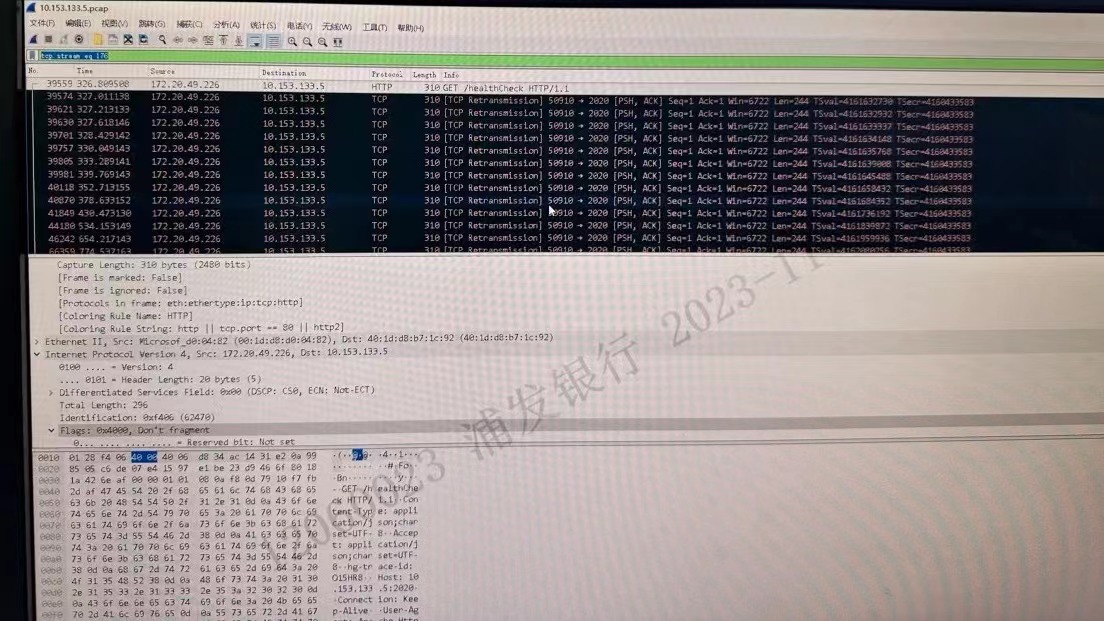 10.153.133.5.pcap
文件(F) 编辑(E) 视图(V) 跳转(G) 捕获(C) 分析(A) 统计(S) 电话(Y) 无线(W) 工具(T) 帮助(H)
tcp.stream eq 170
No. Time Source Destination Protocol Length Info
39559 326.809508 172.20.49.226 10.153.133.5 HTTP 310 GET /healthCheck HTTP/1.1
39574 327.011138 172.20.49.226 10.153.133.5 TCP 310 [TCP Retransmission] 50910 → 2020 [PSH, ACK] Seq=1 Ack=1 Win=6722 Len=244 TSval=4161632730 TSecr=4160433583
39621 327.213133 172.20.49.226 10.153.133.5 TCP 310 [TCP Retransmission] 50910 → 2020 [PSH, ACK] Seq=1 Ack=1 Win=6722 Len=244 TSval=4161632932 TSecr=4160433583
39630 327.618146 172.20.49.226 10.153.133.5 TCP 310 [TCP Retransmission] 50910 → 2020 [PSH, ACK] Seq=1 Ack=1 Win=6722 Len=244 TSval=4161633337 TSecr=4160433583
39701 328.429142 172.20.49.226 10.153.133.5 TCP 310 [TCP Retransmission] 50910 → 2020 [PSH, ACK] Seq=1 Ack=1 Win=6722 Len=244 TSval=4161634148 TSecr=4160433583
39757 330.049143 172.20.49.226 10.153.133.5 TCP 310 [TCP Retransmission] 50910 → 2020 [PSH, ACK] Seq=1 Ack=1 Win=6722 Len=244 TSval=4161635768 TSecr=4160433583
39805 333.289141 172.20.49.226 10.153.133.5 TCP 310 [TCP Retransmission] 50910 → 2020 [PSH, ACK] Seq=1 Ack=1 Win=6722 Len=244 TSval=4161639008 TSecr=4160433583
39981 339.769143 172.20.49.226 10.153.133.5 TCP 310 [TCP Retransmission] 50910 → 2020 [PSH, ACK] Seq=1 Ack=1 Win=6722 Len=244 TSval=4161645488 TSecr=4160433583
40118 352.713155 172.20.49.226 10.153.133.5 TCP 310 [TCP Retransmission] 50910 → 2020 [PSH, ACK] Seq=1 Ack=1 Win=6722 Len=244 TSval=4161658432 TSecr=4160433583
40870 378.633152 172.20.49.226 10.153.133.5 TCP 310 [TCP Retransmission] 50910 → 2020 [PSH, ACK] Seq=1 Ack=1 Win=6722 Len=244 TSval=4161684352 TSecr=4160433583
41849 430.473130 172.20.49.226 10.153.133.5 TCP 310 [TCP Retransmission] 50910 → 2020 [PSH, ACK] Seq=1 Ack=1 Win=6722 Len=244 TSval=4161736192 TSecr=4160433583
44180 534.153149 172.20.49.226 10.153.133.5 TCP 310 [TCP Retransmission] 50910 → 2020 [PSH, ACK] Seq=1 Ack=1 Win=6722 Len=244 TSval=4161839872 TSecr=4160433583
46242 654.217143 172.20.49.226 10.153.133.5 TCP 310 [TCP Retransmission] 50910 → 2020 [PSH, ACK] Seq=1 Ack=1 Win=6722 Len=244 TSval=4161959936 TSecr=4160433583
Capture Length: 310 bytes (2480 bits)
[Frame is marked: False]
[Frame is ignored: False]
[Protocols in frame: eth:ethertype:ip:tcp:http]
[Coloring Rule Name: HTTP]
[Coloring Rule String: http || tcp.port == 80 || http2]
Ethernet II, Src: Microsof_d0:04:82 (00:1d:d8:d0:04:82), Dst: 40:1d:d8:b7:1c:92 (40:1d:d8:b7:1c:92)
Internet Protocol Version 4, Src: 172.20.49.226, Dst: 10.153.133.5
0100 .... = Version: 4
.... 0101 = Header Length: 20 bytes (5)
Differentiated Services Field: 0x00 (DSCP: CS0, ECN: Not-ECT)
Total Length: 296
Identification: 0xf406 (62470)
Flags: 0x4000, Don't fragment
0... .... .... .... = Reserved bit: Not set
0010 01 28 f4 06 40 00 40 06 d8 34 ac 14 31 e2 0a 99
0020 85 05 c6 de 07 e4 15 97 e1 be 23 d9 46 6f 80 18
0030 1a 42 6e af 00 00 01 01 08 0a f8 0d 79 10 f7 fb
2d af 47 45 54 20 2f 68 65 61 6c 74 68 43 68 65 GET /healthChe
63 6b 20 48 54 54 50 2f 31 2e 31 0d 0a 43 6f 6e ck HTTP/ 1.1 Con
74 65 6e 74 2d 54 79 70 65 3a 20 61 70 70 6c 69 tent-Type: appli
63 61 74 69 6f 6e 2f 6a 73 6f 6e 3b 63 68 61 72 cation/json;char
73 65 74 3d 55 54 46 2d 38 0d 0a 41 63 63 65 70 set=UTF- 8 Accep
74 3a 20 61 70 70 6c 69 63 61 74 69 6f 6e 2f 6a t: application/j
73 6f 6e 3b 63 68 61 72 73 65 74 3d 55 54 46 2d son;char set=UTF-
38 0d 0a 68 67 2d 74 72 61 63 65 2d 69 64 3a 20 8 hg-trace-id:
4f 31 35 48 52 38 0d 0a 48 6f 73 74 3a 20 31 30 O15HR8 Host: 10
2e 31 35 33 2e 31 33 33 2e 35 3a 32 30 32 30 0d .153.133 .5:2020
0a 43 6f 6e 6e 65 63 74 69 6f 6e 3a 20 4b 65 65 Connection: Kee
70 2d 41 6c 69 76 65 0d 0a 55 73 65 72 2d 41 67 p-Alive User-Ag
浦发银行 2023-11